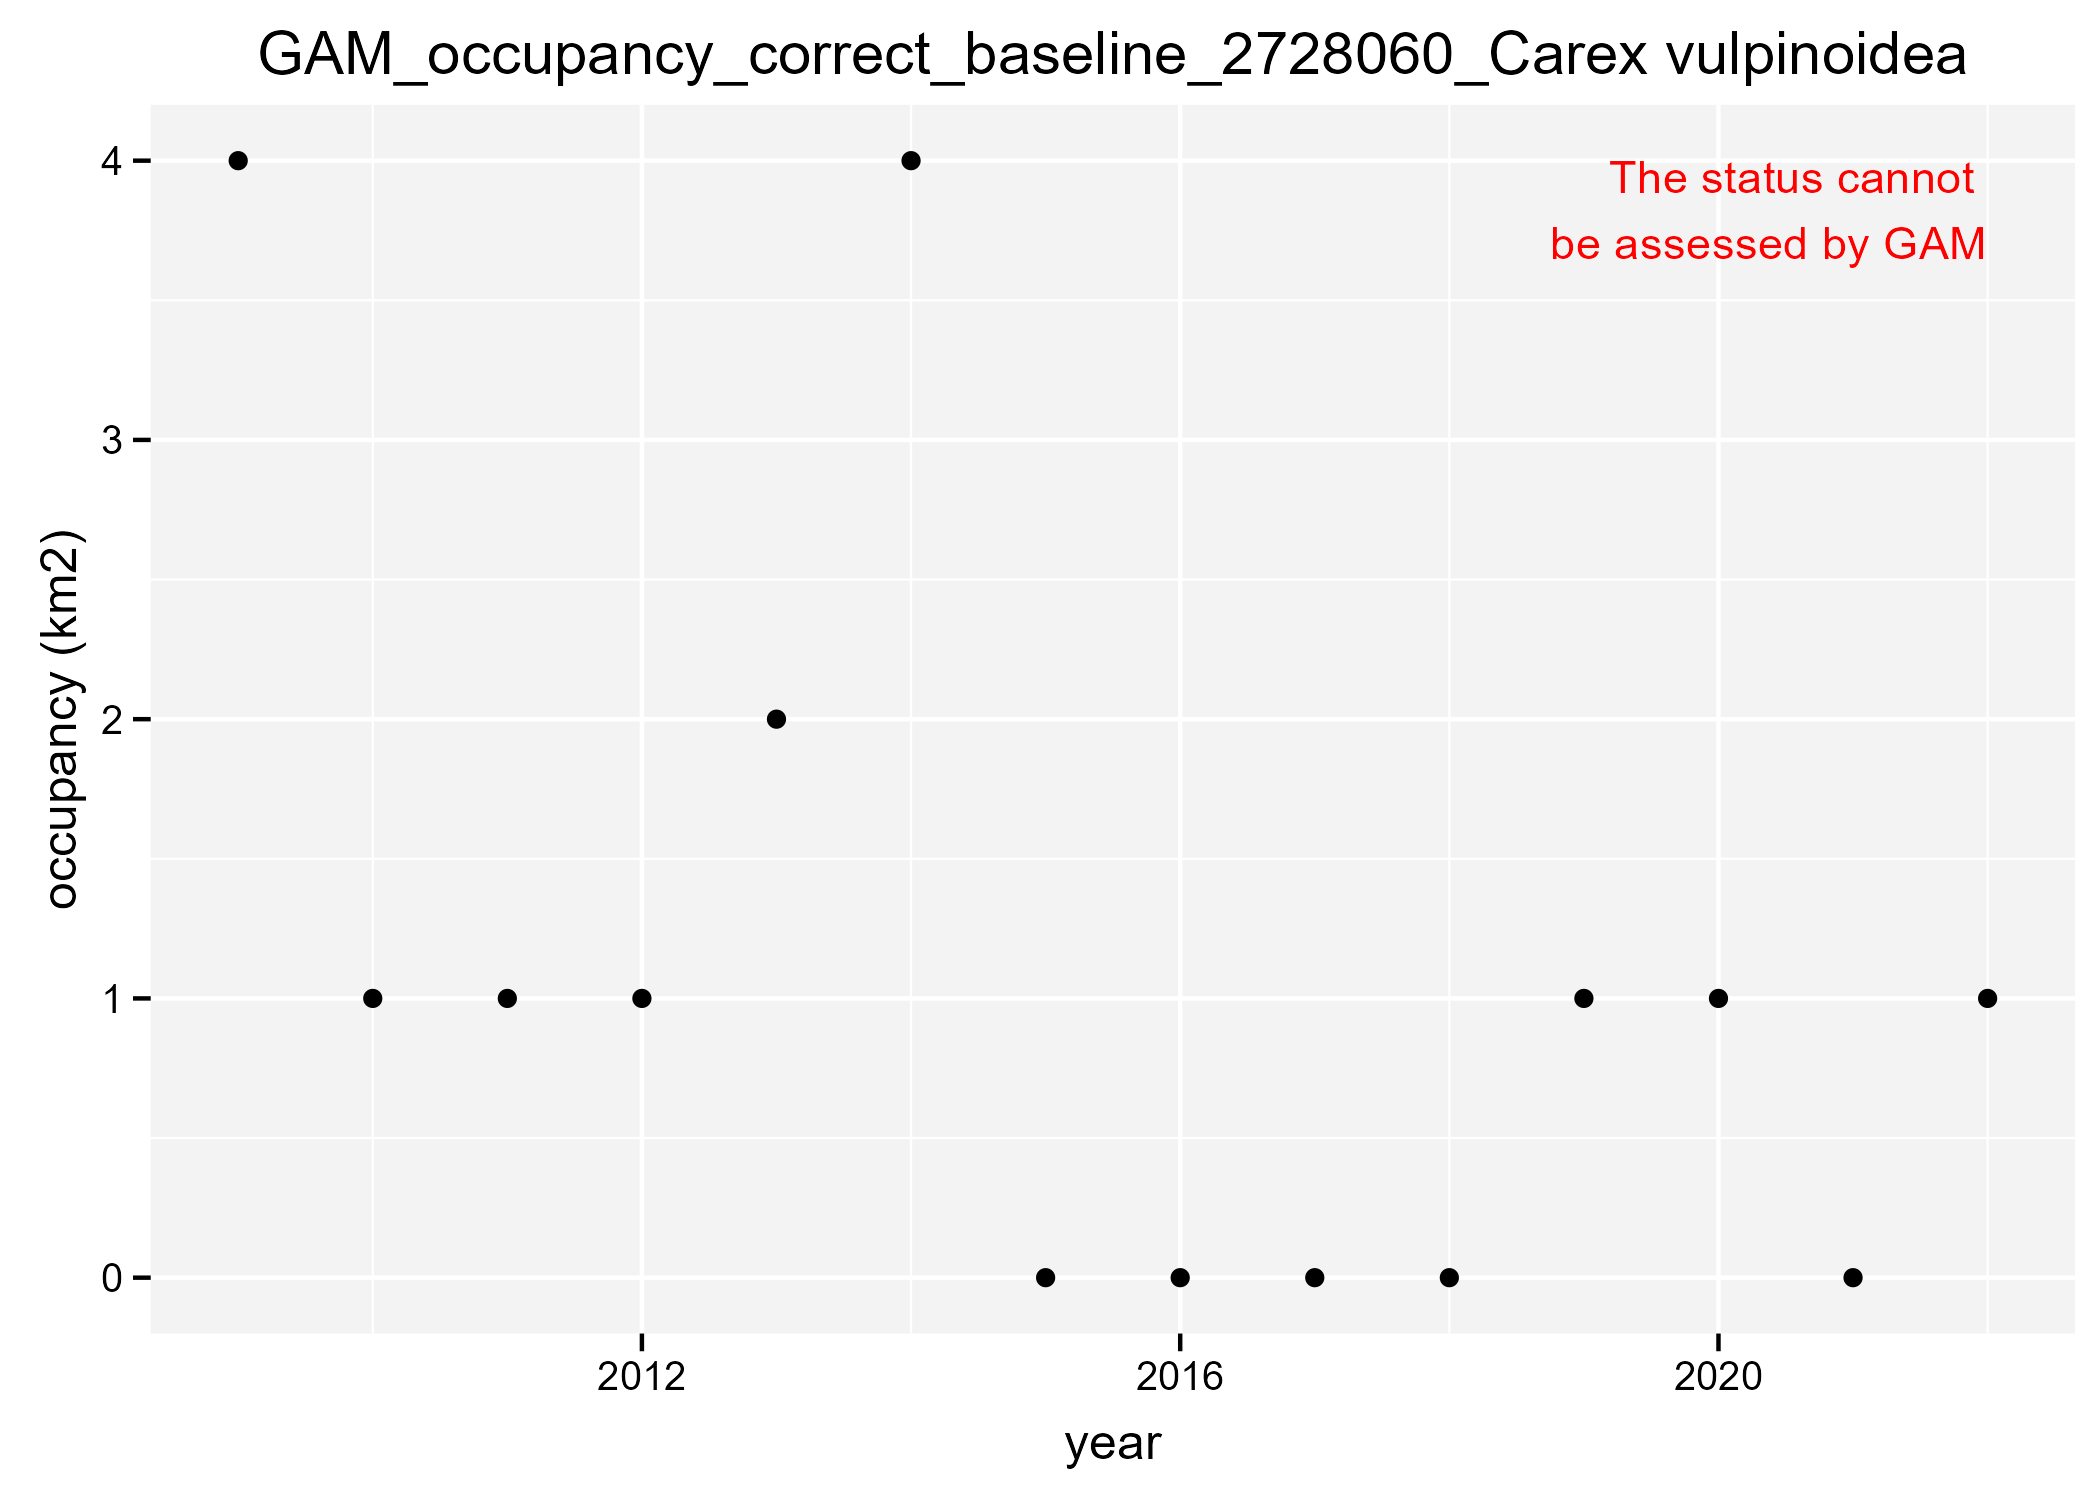 GAM_occupancy_correct_baseline_2728060_Carex vulpinoidea
The status cannot
be assessed by GAM
4
3
2
1
0
occupancy (km2)
2012 2016 2020
year